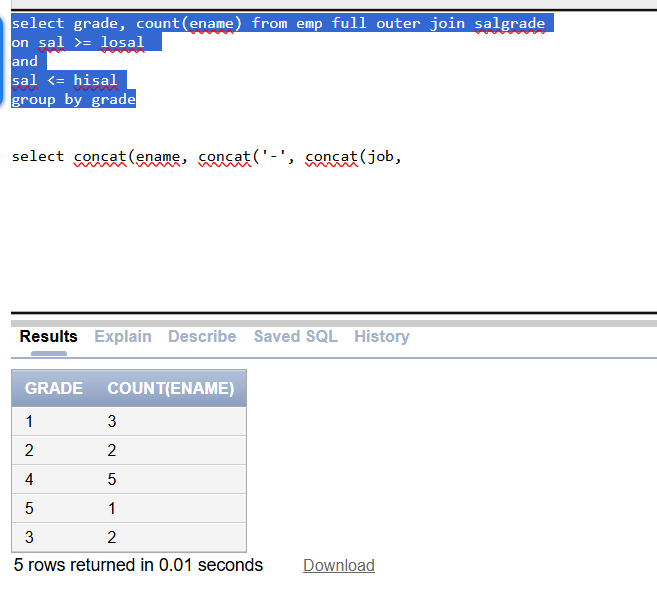 select grade, count(ename) from emp full outer join salgrade
on sal >= losal
and
sal <= hisal
group by grade
select concat(ename, concat('-', concat(job,
Results Explain Describe Saved SQL History
GRADE COUNT(ENAME)
1 3
2 2
4 5
5 1
3 2
5 rows returned in 0.01 seconds Download